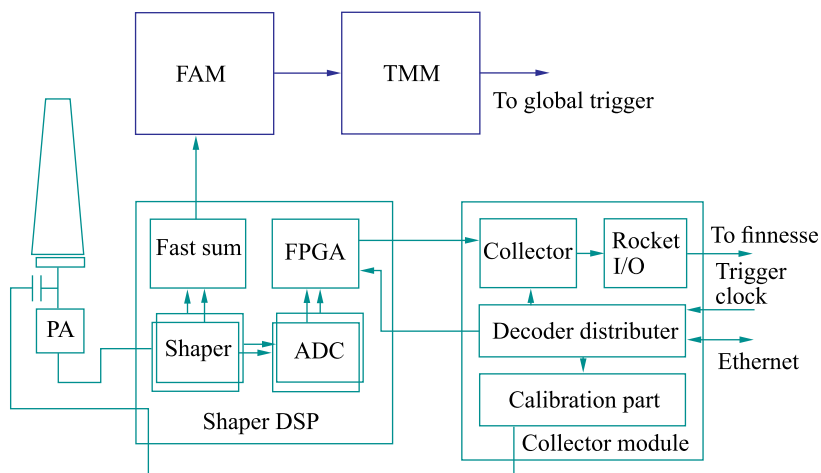 FAM
TMM
To global trigger
Fast sum
FPGA
Collector
Rocket
I/O
To finnesse
Trigger
clock
PA
Shaper
ADC
Decoder distributer
Ethernet
Calibration part
Shaper DSP
Collector module